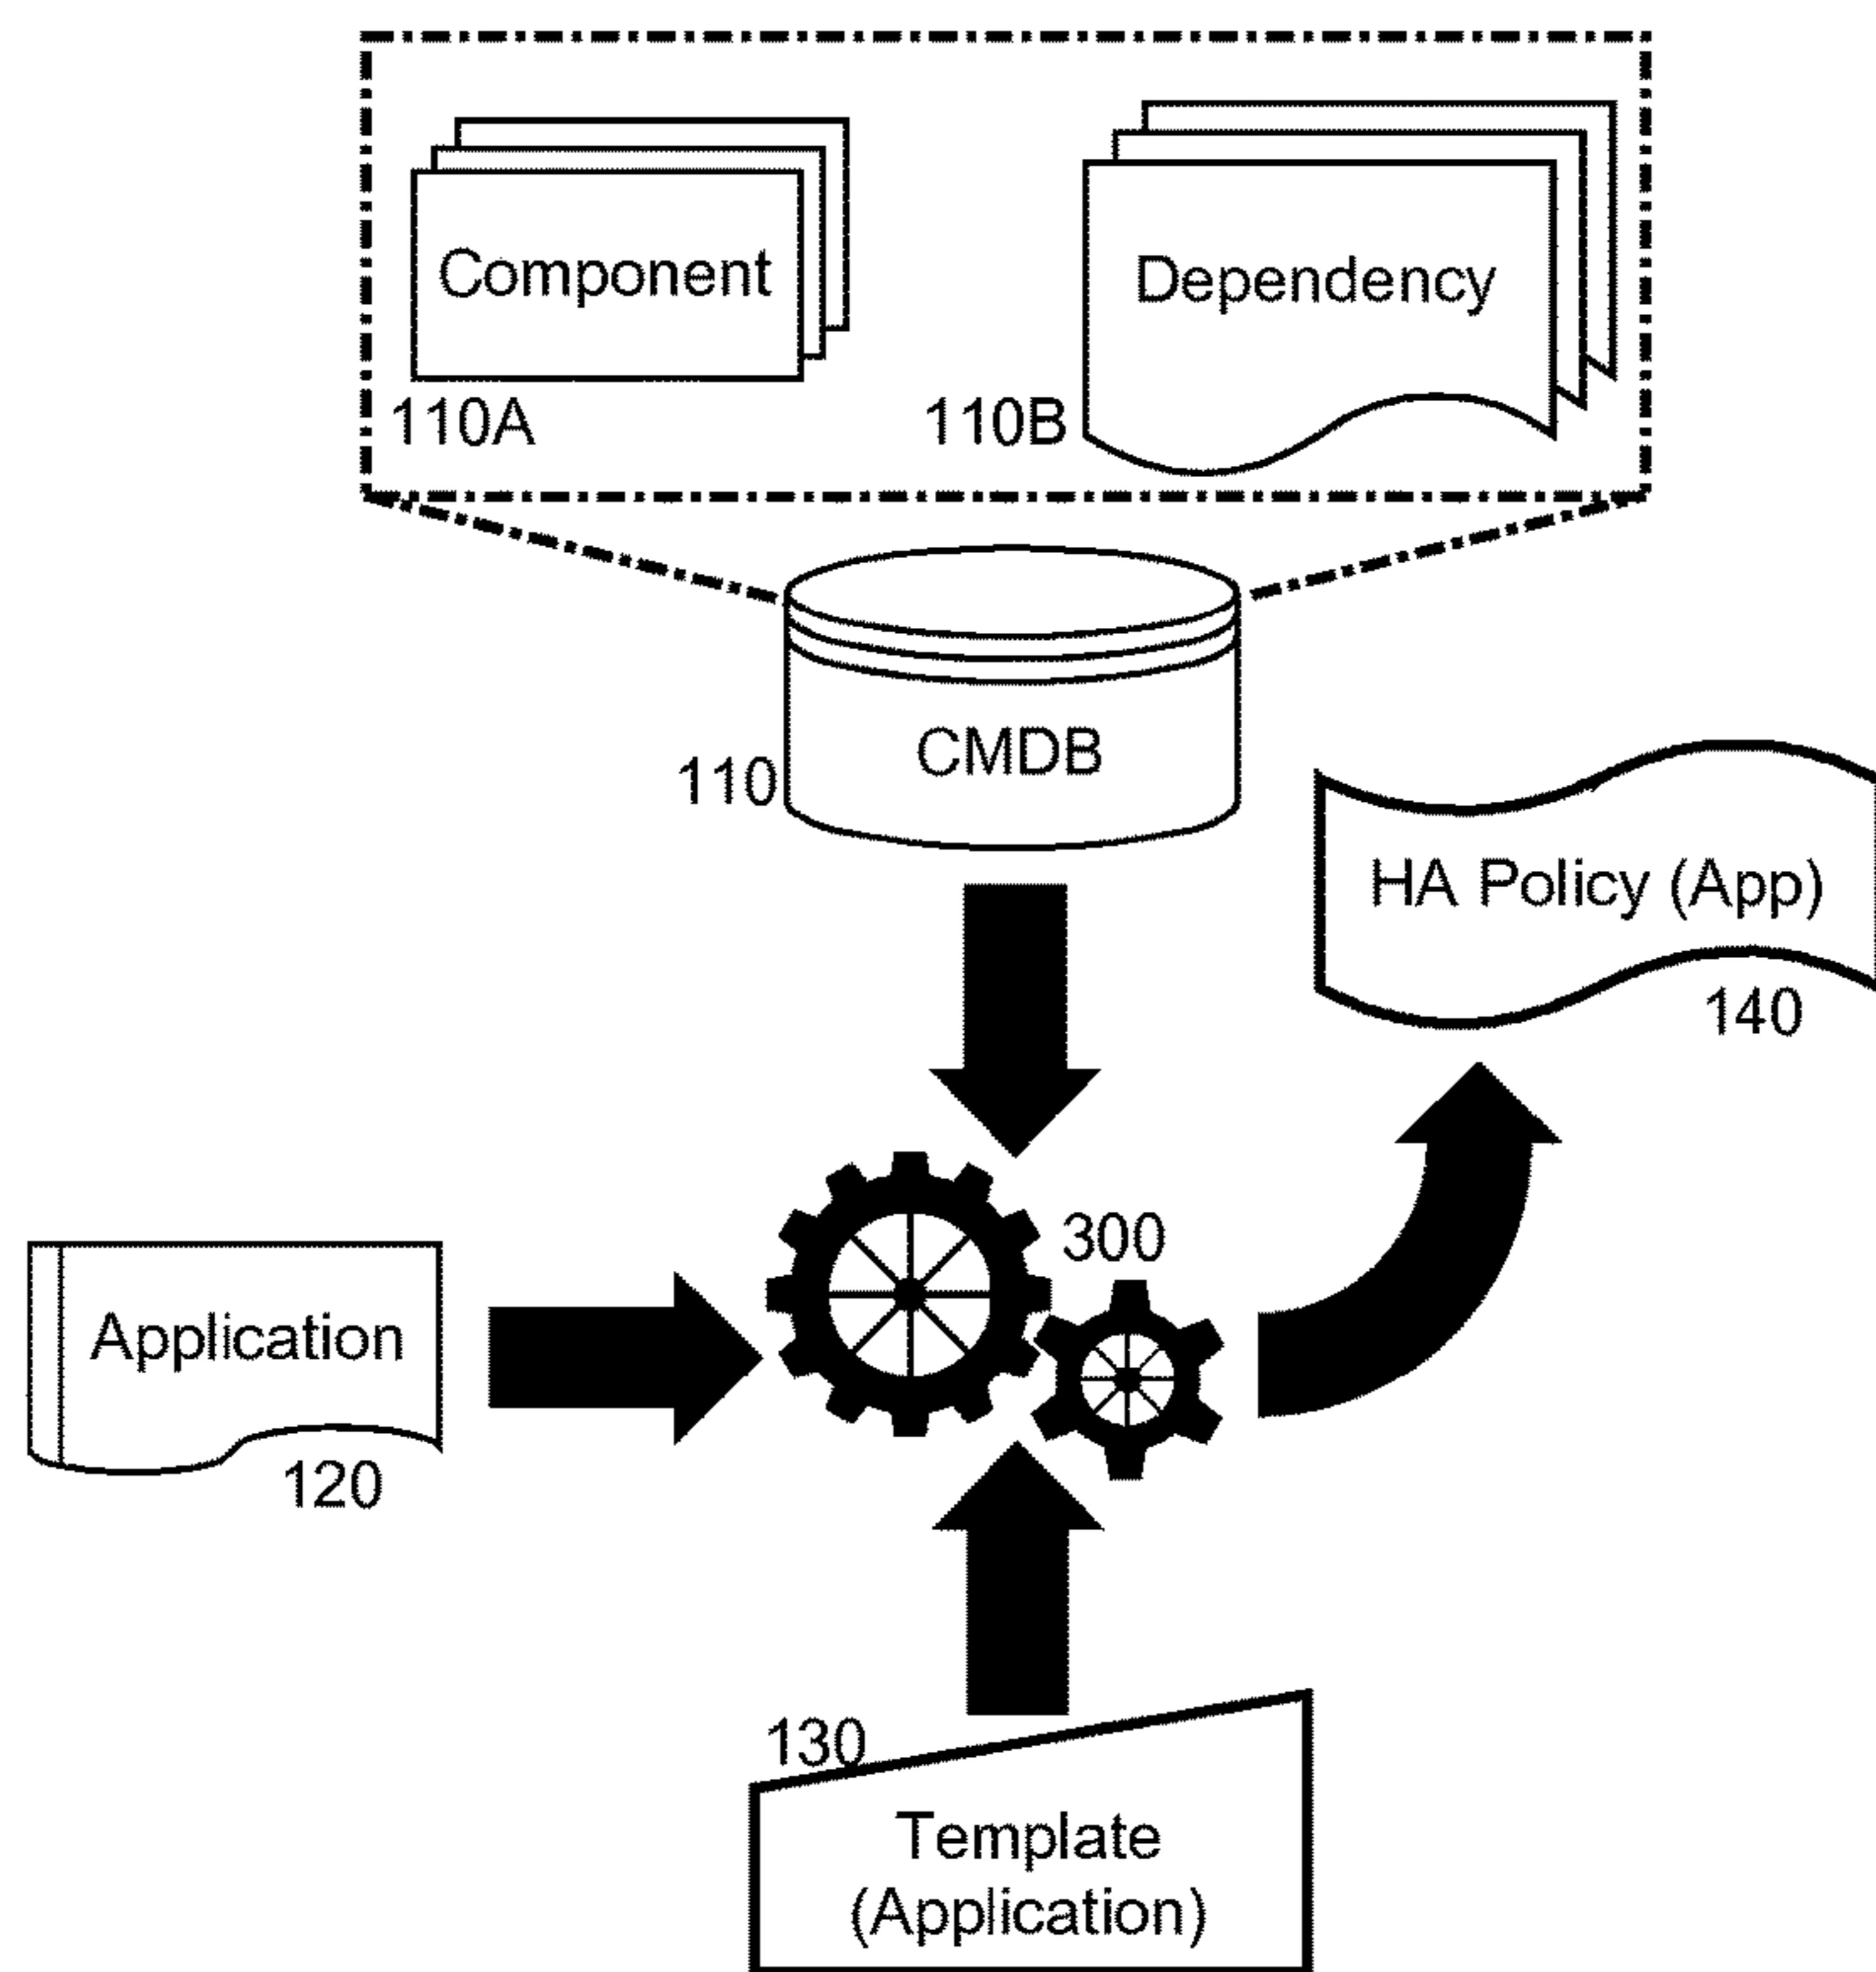 Component
Dependency
110A
110B
CMDB
110
HA Policy (App)
140
300
Application
120
130
Template
(Application)